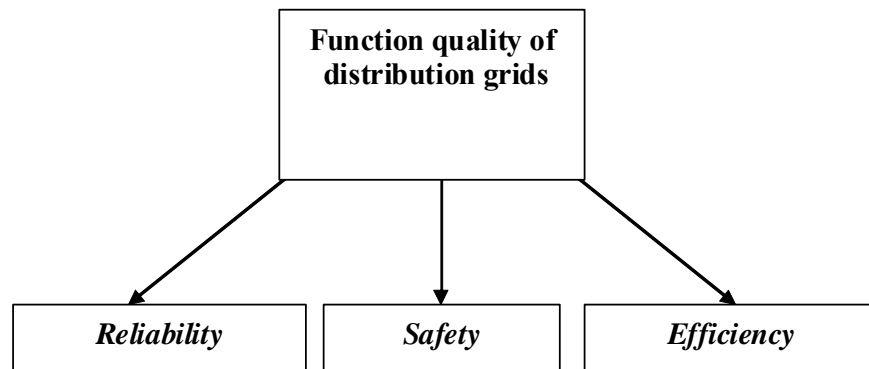 Function quality of
distribution grids
Reliability
Safety
Efficiency